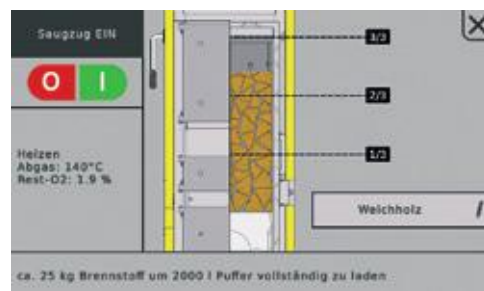 Saugzug EIN
O I
3/3
2/3
1/3
Heizen
Abgas: 140°C
Rest-O2: 1.9 %
Weichholz
ca. 25 kg Brennstoff um 2000 l Puffer vollständig zu laden